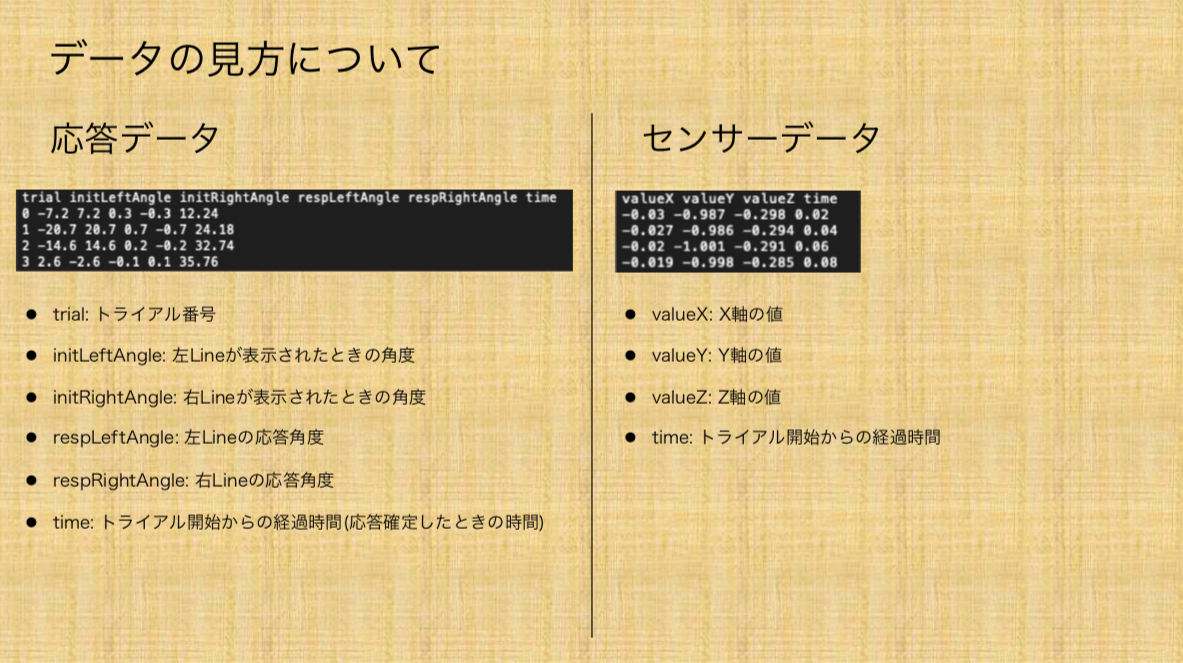 データの見方について
応答データ
trial initLeftAngle initRightAngle respLeftAngle respRightAngle time
0 -7.2 7.2 0.3 -0.3 12.24
1 -20.7 20.7 0.7 -0.7 24.18
2 -14.6 14.6 0.2 -0.2 32.74
3 2.6 -2.6 -0.1 0.1 35.76
● trial: トライアル番号
● initLeftAngle: 左Lineが表示されたときの角度
● initRightAngle: 右Lineが表示されたときの角度
● respLeftAngle: 左Lineの応答角度
● respRightAngle: 右Lineの応答角度
● time: トライアル開始からの経過時間(応答確定したときの時間)
センサーデータ
valueX valueY valueZ time
-0.03 -0.987 -0.298 0.02
-0.027 -0.986 -0.294 0.04
-0.02 -1.001 -0.291 0.06
-0.019 -0.998 -0.285 0.08
● valueX: X軸の値
● valueY: Y軸の値
● valueZ: Z軸の値
● time: トライアル開始からの経過時間